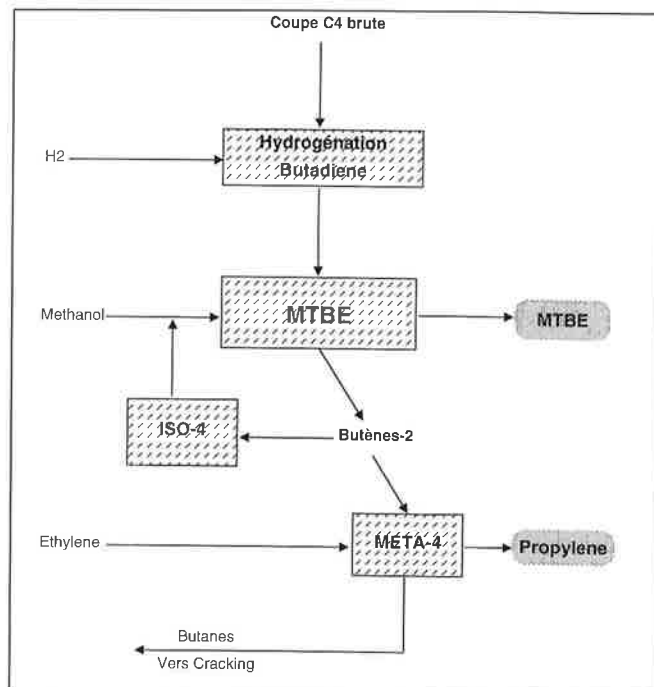 Coupe C4 brute
Hydrogénation
H2
Butadiene
Methanol
MTBE
MTBE
ISO-4
Butènes-2
Ethylene
META-4
Propylene
Butanes
Vers Cracking